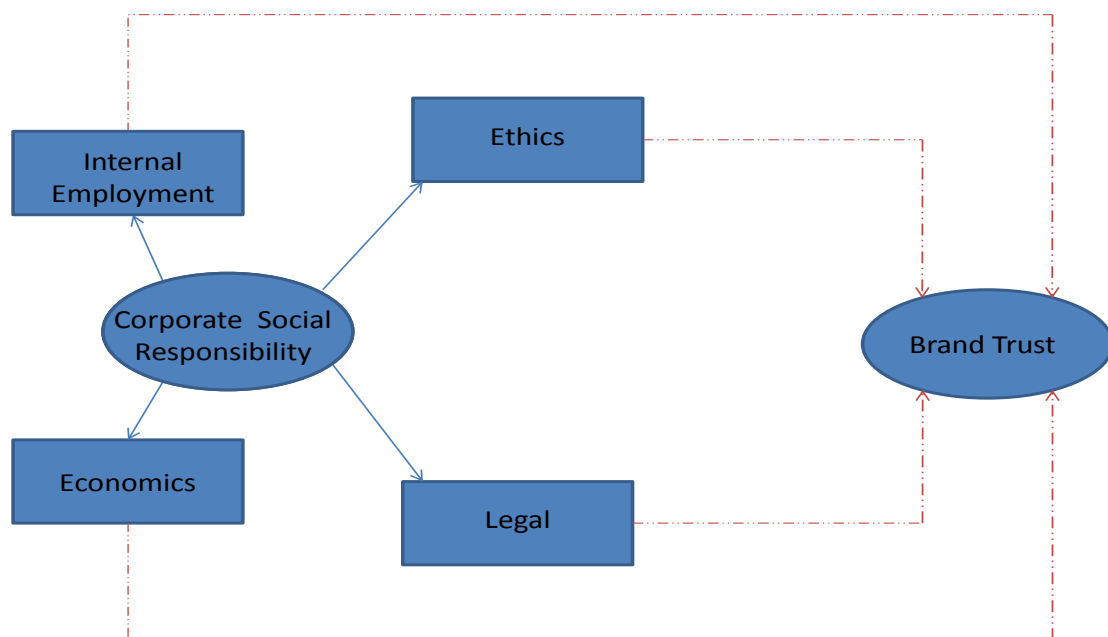 Ethics
Internal
Employment
Corporate Social
Responsibility
Brand Trust
Economics
Legal